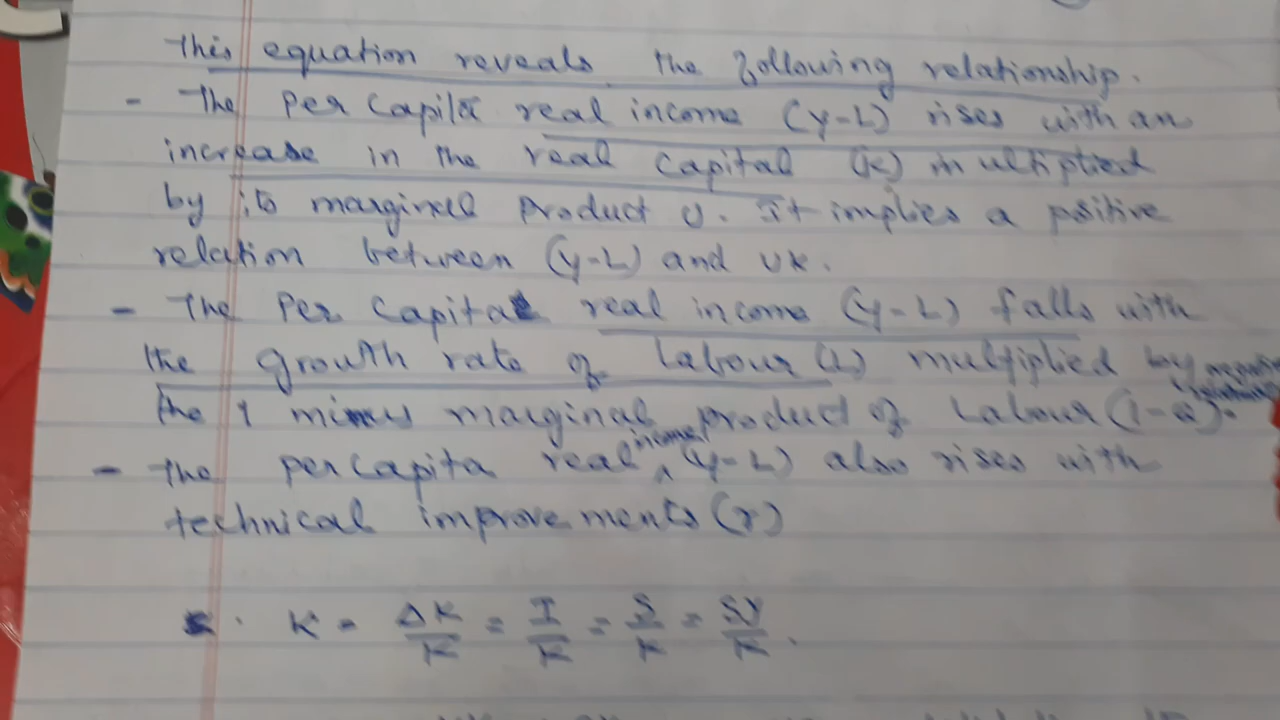 This equation reveals the following relationship.
- The per capita real income (y-L) rises with an
increase in the real capital (k) multiplied
by its marginal product U. It implies a positive
relation between (y-L) and Uk.
- The Per capita real income (y-L) falls with
the growth rate of Labour (L) multiplied by
the 1 minus marginal product of Labour (1-Q).
- The per capita real income (y-L) also rises with
technical improvements (r)
K = ΔK/K = I/K = S/K = SY/K.